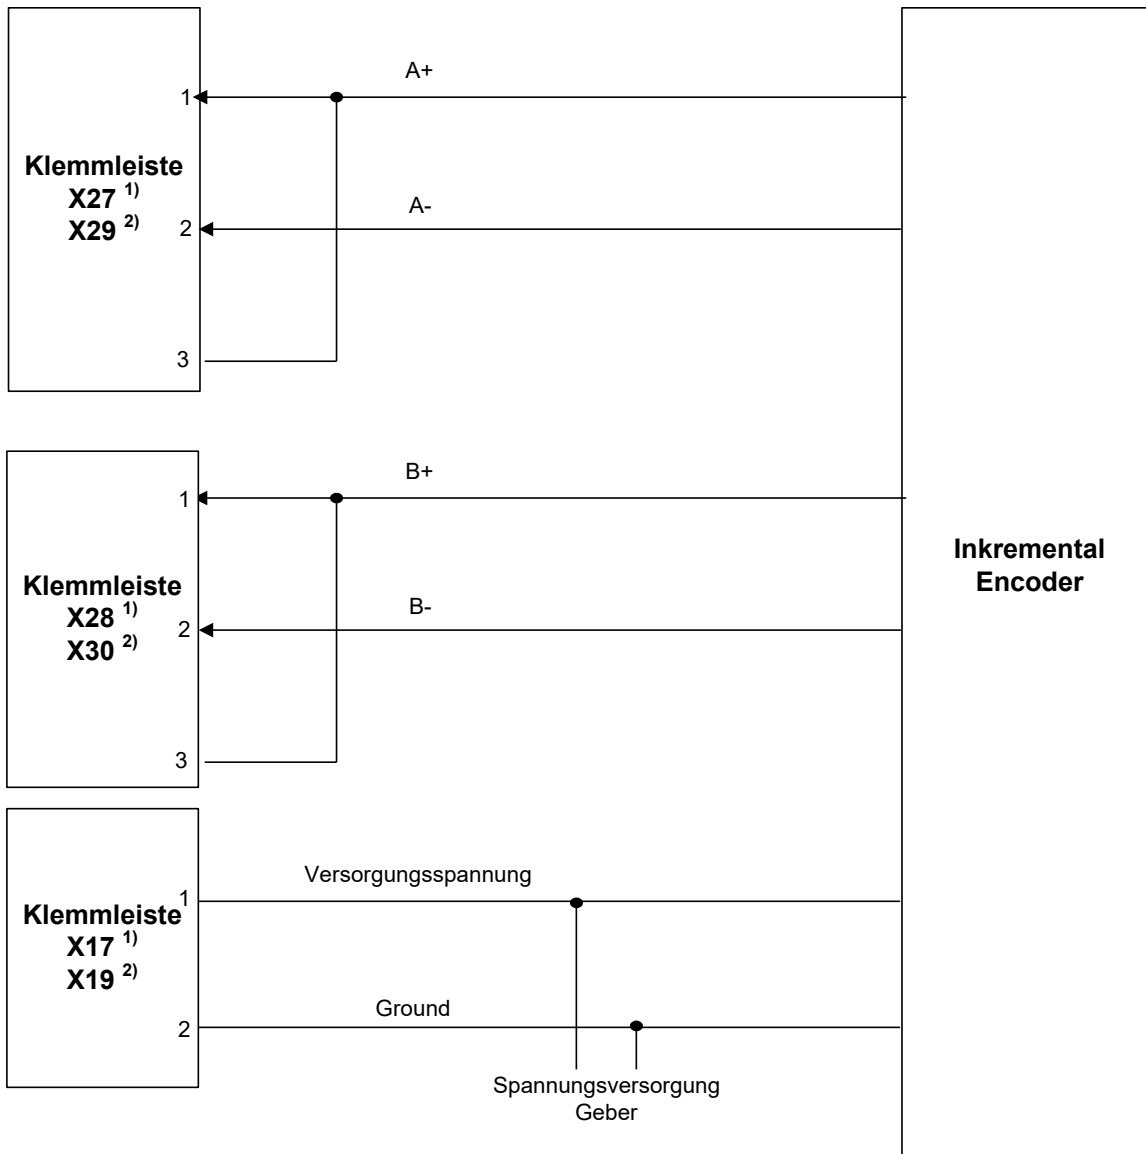 A+
1
Klemmleiste
X27 1)
X29 2)
A-
2
3
B+
1
Klemmleiste
X28 1)
X30 2)
B-
2
3
Inkremental
Encoder
Versorgungsspannung
1
Klemmleiste
X17 1)
X19 2)
Ground
2
Spannungsversorgung
Geber